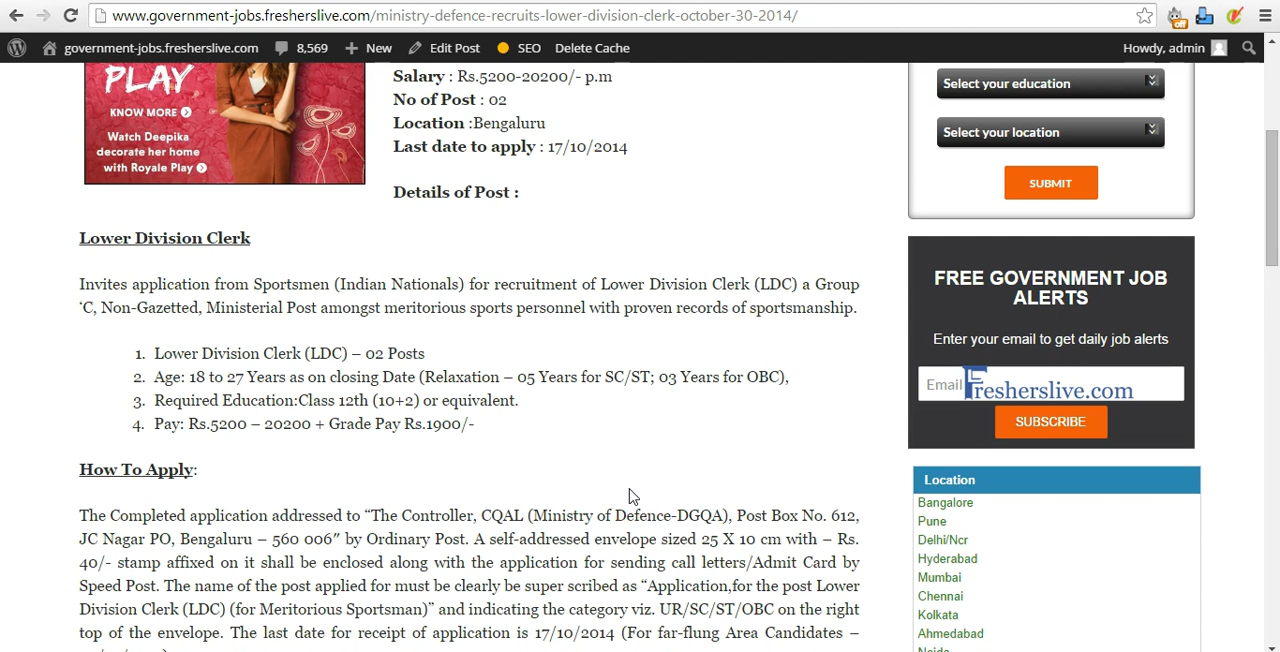 www.government-jobs.fresherslive.com/ministry-defence-recruits-lower-division-clerk-october-30-2014/
off
government-jobs.fresherslive.com 8,569 New Edit Post SEO Delete Cache Howdy, admin
PLAY
KNOW MORE
Watch Deepika
decorate her home
with Royale Play
Salary : Rs.5200-20200/- p.m
No of Post : 02
Location :Bengaluru
Last date to apply : 17/10/2014
Details of Post :
Lower Division Clerk
Invites application from Sportsmen (Indian Nationals) for recruitment of Lower Division Clerk (LDC) a Group
‘C, Non-Gazetted, Ministerial Post amongst meritorious sports personnel with proven records of sportsmanship.
1. Lower Division Clerk (LDC) – 02 Posts
2. Age: 18 to 27 Years as on closing Date (Relaxation – 05 Years for SC/ST; 03 Years for OBC),
3. Required Education:Class 12th (10+2) or equivalent.
4. Pay: Rs.5200 – 20200 + Grade Pay Rs.1900/-
How To Apply:
The Completed application addressed to “The Controller, CQAL (Ministry of Defence-DGQA), Post Box No. 612,
JC Nagar PO, Bengaluru – 560 006″ by Ordinary Post. A self-addressed envelope sized 25 X 10 cm with – Rs.
40/- stamp affixed on it shall be enclosed along with the application for sending call letters/Admit Card by
Speed Post. The name of the post applied for must be clearly be super scribed as “Application,for the post Lower
Division Clerk (LDC) (for Meritorious Sportsman)” and indicating the category viz. UR/SC/ST/OBC on the right
top of the envelope. The last date for receipt of application is 17/10/2014 (For far-flung Area Candidates –
Select your education
Select your location
SUBMIT
FREE GOVERNMENT JOB
ALERTS
Enter your email to get daily job alerts
Email
Fresherslive.com
SUBSCRIBE
Location
Bangalore
Pune
Delhi/Ncr
Hyderabad
Mumbai
Chennai
Kolkata
Ahmedabad